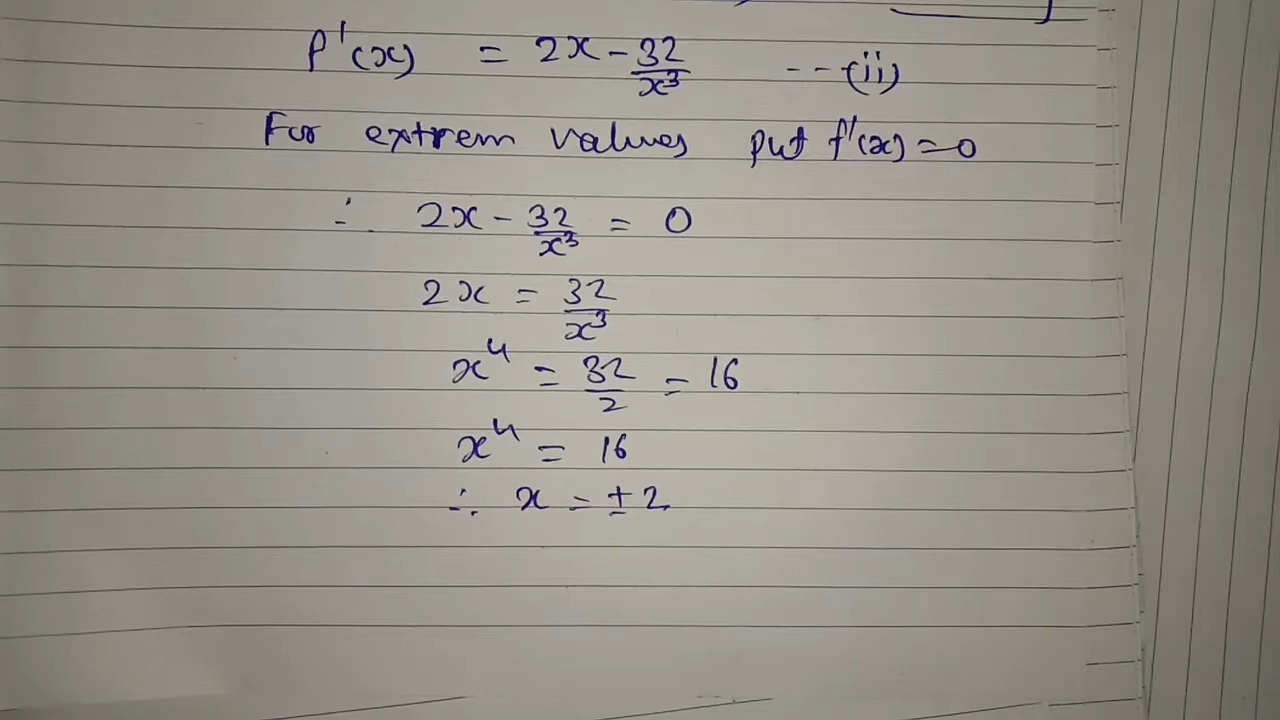 f'(x) = 2x - 32/x³ --(ii)
For extrem values put f'(x)=0
∴ 2x - 32/x³ = 0
2x = 32/x³
x⁴ = 32/2 = 16
x⁴ = 16
∴ x = ±2